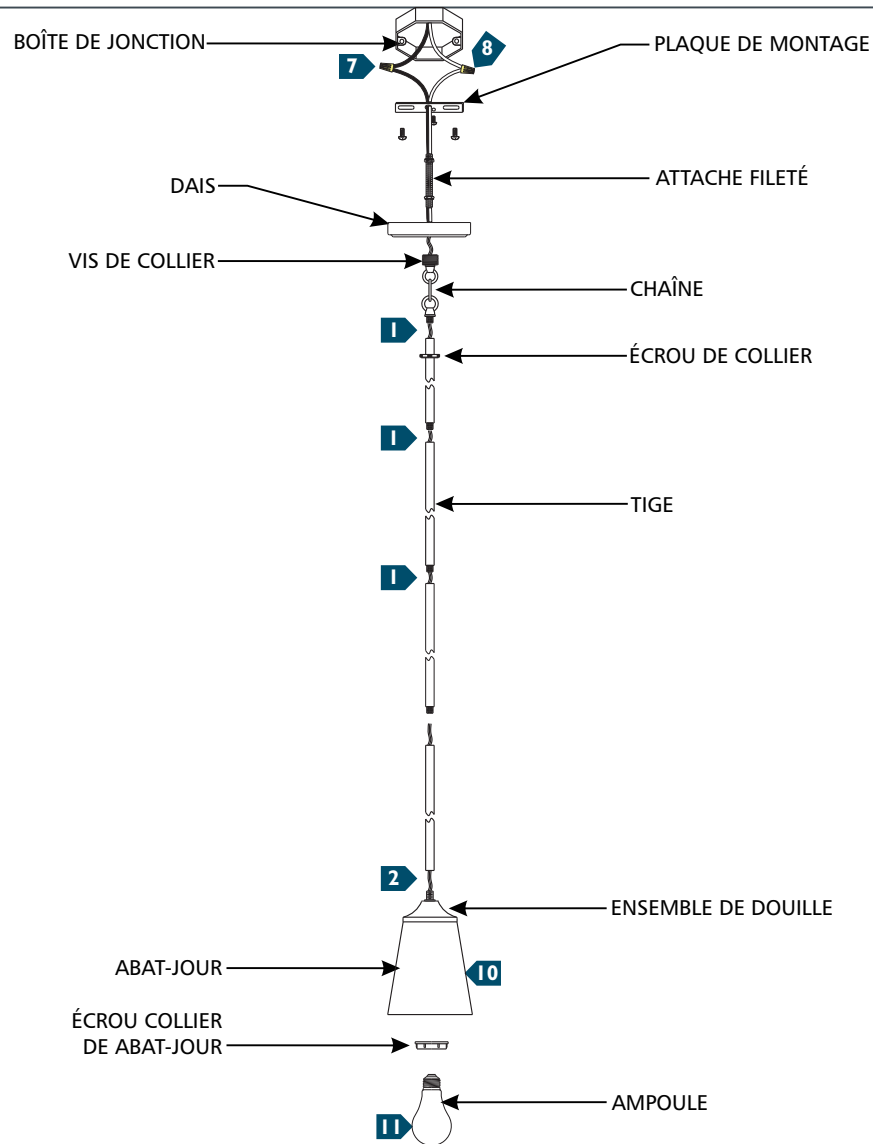 BOÎTE DE JONCTION
8
PLAQUE DE MONTAGE
7
ATTACHE FILETÉ
DAIS
VIS DE COLLIER
CHAÎNE
1
ÉCROU DE COLLIER
1
TIGE
1
2
ENSEMBLE DE DOUILLE
ABAT-JOUR
10
ÉCROU COLLIER
DE ABAT-JOUR
AMPOULE
11